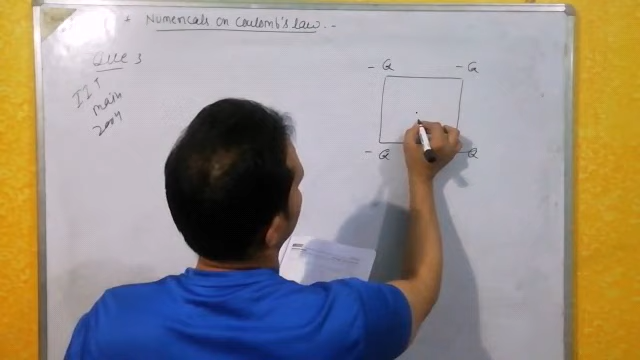 * Numericals on Coulomb's law. -
Que 3
IIT
main
2004
- Q - Q
- Q - Q